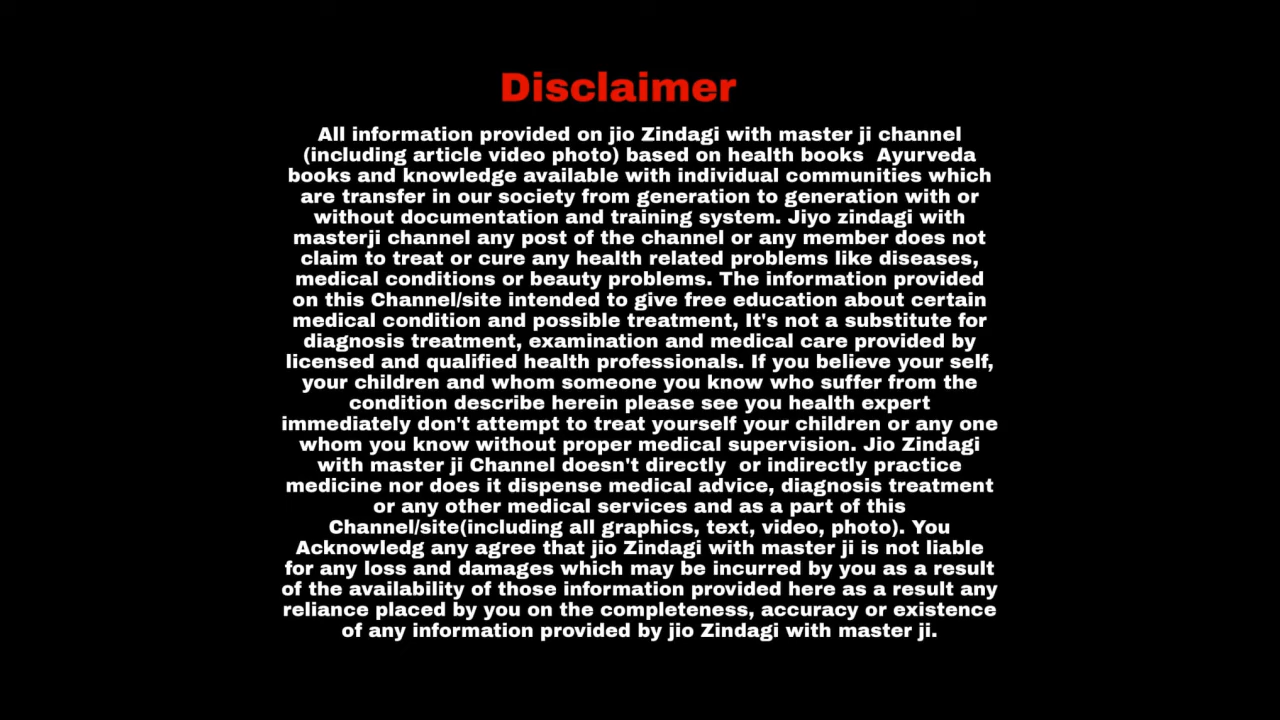 Disclaimer
All information provided on jio Zindagi with master ji channel
(including article video photo) based on health books  Ayurveda
books and knowledge available with individual communities which
are transfer in our society from generation to generation with or
without documentation and training system. Jiyo zindagi with
masterji channel any post of the channel or any member does not
claim to treat or cure any health related problems like diseases,
medical conditions or beauty problems. The information provided
on this Channel/site intended to give free education about certain
medical condition and possible treatment, It's not a substitute for
diagnosis treatment, examination and medical care provided by
licensed and qualified health professionals. If you believe your self,
your children and whom someone you know who suffer from the
condition describe herein please see you health expert
immediately don't attempt to treat yourself your children or any one
whom you know without proper medical supervision. Jio Zindagi
with master ji Channel doesn't directly  or indirectly practice
medicine nor does it dispense medical advice, diagnosis treatment
or any other medical services and as a part of this
Channel/site(including all graphics, text, video, photo). You
Acknowledg any agree that jio Zindagi with master ji is not liable
for any loss and damages which may be incurred by you as a result
of the availability of those information provided here as a result any
reliance placed by you on the completeness, accuracy or existence
of any information provided by jio Zindagi with master ji.